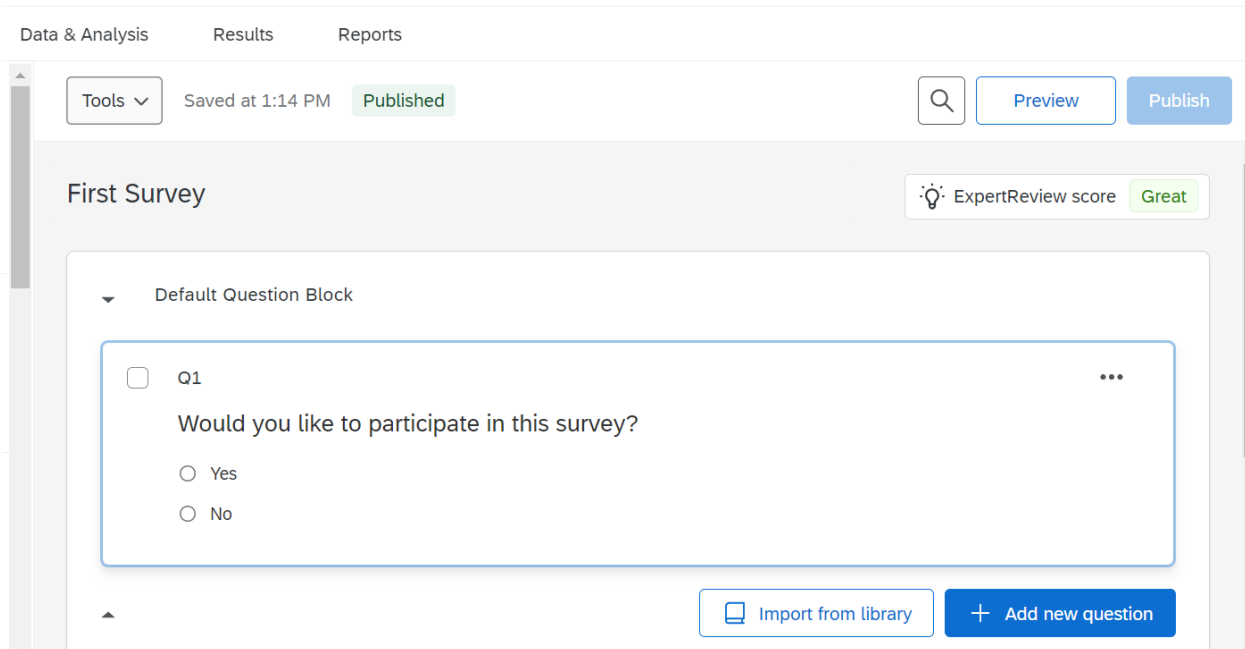 Data & Analysis Results Reports
Tools Saved at 1:14 PM Published Preview Publish
First Survey ExpertReview score Great
Default Question Block
Q1
Would you like to participate in this survey?
Yes
No
Import from library Add new question